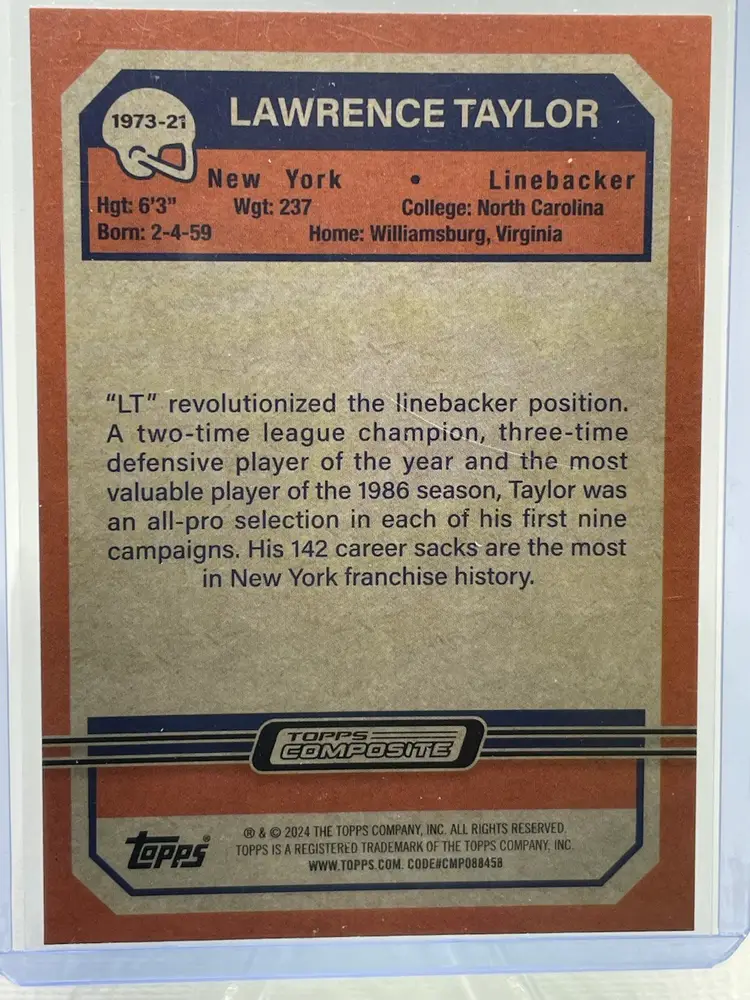 1973-21
LAWRENCE TAYLOR
New York • Linebacker
Hgt: 6'3" Wgt: 237 College: North Carolina
Born: 2-4-59 Home: Williamsburg, Virginia
"LT" revolutionized the linebacker position.
A two-time league champion, three-time
defensive player of the year and the most
valuable player of the 1986 season, Taylor was
an all-pro selection in each of his first nine
campaigns. His 142 career sacks are the most
in New York franchise history.
TOPPS
COMPOSITE
Topps®
® & © 2024 THE TOPPS COMPANY, INC. ALL RIGHTS RESERVED.
TOPPS IS A REGISTERED TRADEMARK OF THE TOPPS COMPANY, INC.
WWW.TOPPS.COM. CODE#CMP088458